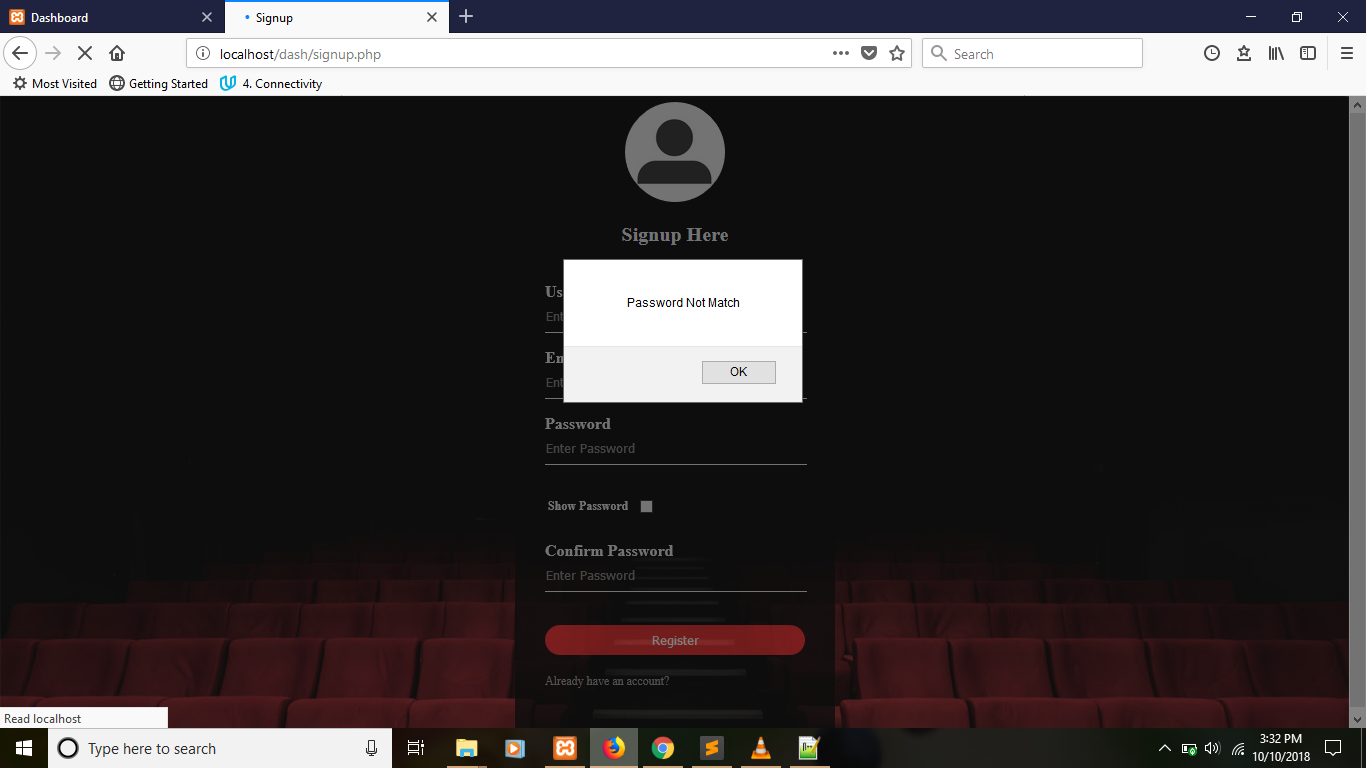 Dashboard
Signup
localhost/dash/signup.php
Search
Most Visited
Getting Started
4. Connectivity
Signup Here
Us
Ent
Password Not Match
En
Ent
OK
Password
Enter Password
Show Password
Confirm Password
Enter Password
Register
Already have an account?
Read localhost
Type here to search
3:32 PM
10/10/2018